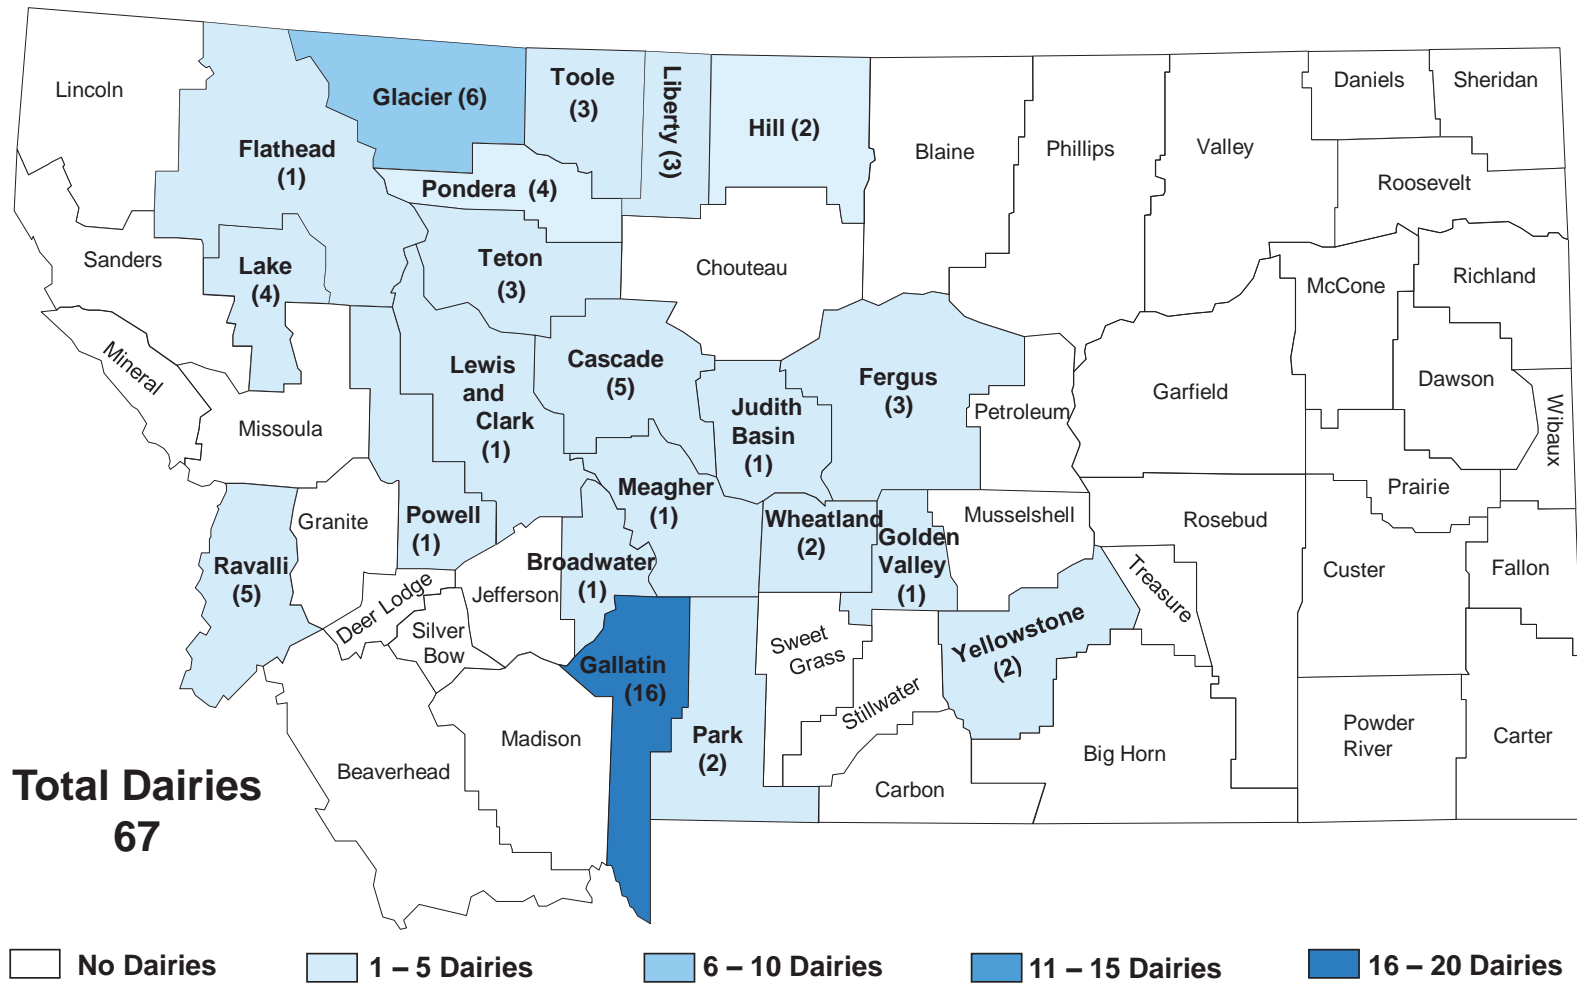 Lincoln
Glacier (6)
Toole
(3)
Liberty (3)
Hill (2)
Blaine
Phillips
Valley
Daniels
Sheridan
Roosevelt
Flathead
(1)
Pondera (4)
Sanders
Lake
(4)
Teton
(3)
Chouteau
McCone
Richland
Mineral
Missoula
Lewis
and
Clark
(1)
Cascade
(5)
Judith
Basin
(1)
Fergus
(3)
Petroleum
Garfield
Dawson
Wibaux
Prairie
Ravalli
(5)
Granite
Powell
(1)
Meagher
(1)
Broadwater
(1)
Wheatland
(2)
Golden
Valley
(1)
Musselshell
Rosebud
Treasure
Custer
Fallon
Deer Lodge
Silver
Bow
Jefferson
Gallatin
(16)
Sweet
Grass
Stillwater
Yellowstone
(2)
Park
(2)
Madison
Beaverhead
Carbon
Big Horn
Powder
River
Carter
Total Dairies
67
No Dairies
1 – 5 Dairies
6 – 10 Dairies
11 – 15 Dairies
16 – 20 Dairies